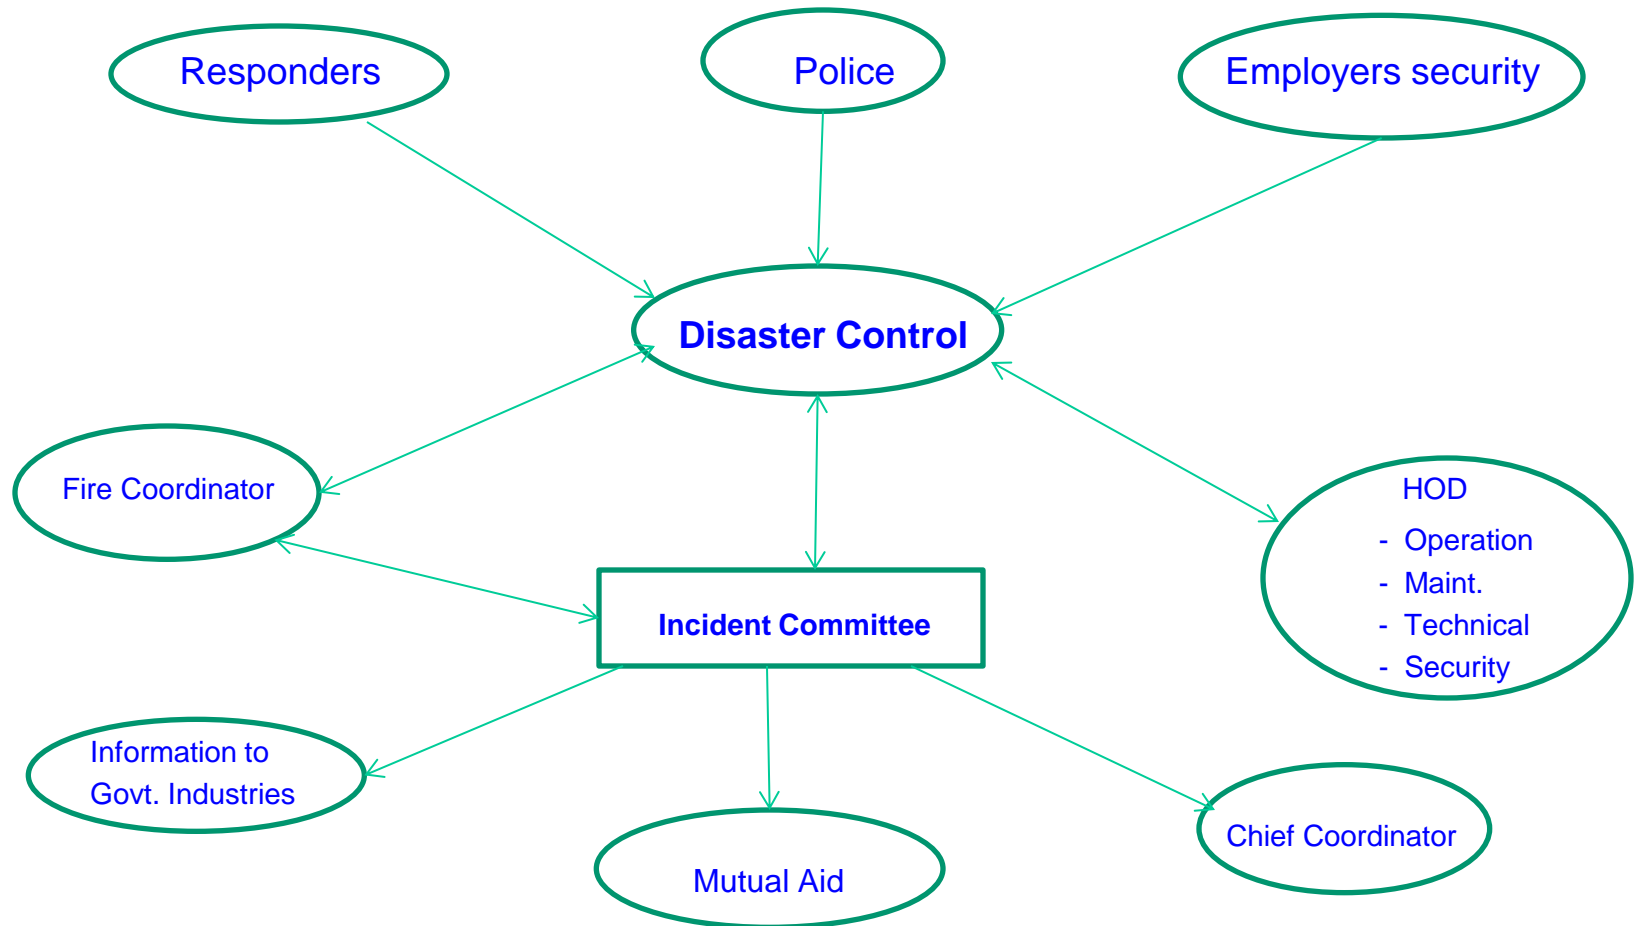 Responders
Police
Employers security
Disaster Control
Fire Coordinator
HOD
- Operation
- Maint.
- Technical
- Security
Incident Committee
Information to
Govt. Industries
Mutual Aid
Chief Coordinator